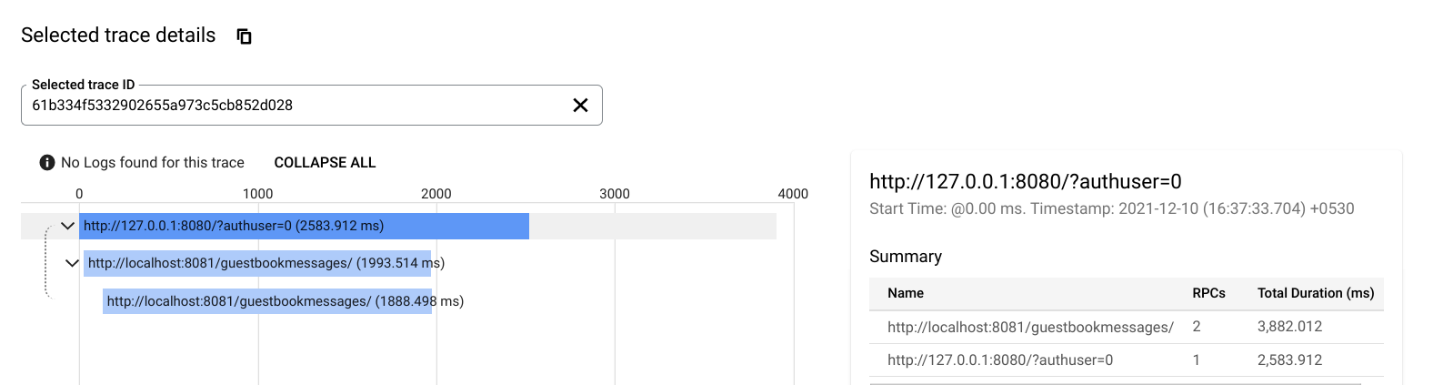 Selected trace details
Selected trace ID
61b334f5332902655a973c5cb852d028
No Logs found for this trace COLLAPSE ALL
0 1000 2000 3000 4000
http://127.0.0.1:8080/?authuser=0 (2583.912 ms)
http://localhost:8081/guestbookmessages/ (1993.514 ms)
http://localhost:8081/guestbookmessages/ (1888.498 ms)
http://127.0.0.1:8080/?authuser=0
Start Time: @0.00 ms. Timestamp: 2021-12-10 (16:37:33.704) +0530
Summary
Name RPCs Total Duration (ms)
http://localhost:8081/guestbookmessages/ 2 3,882.012
http://127.0.0.1:8080/?authuser=0 1 2,583.912